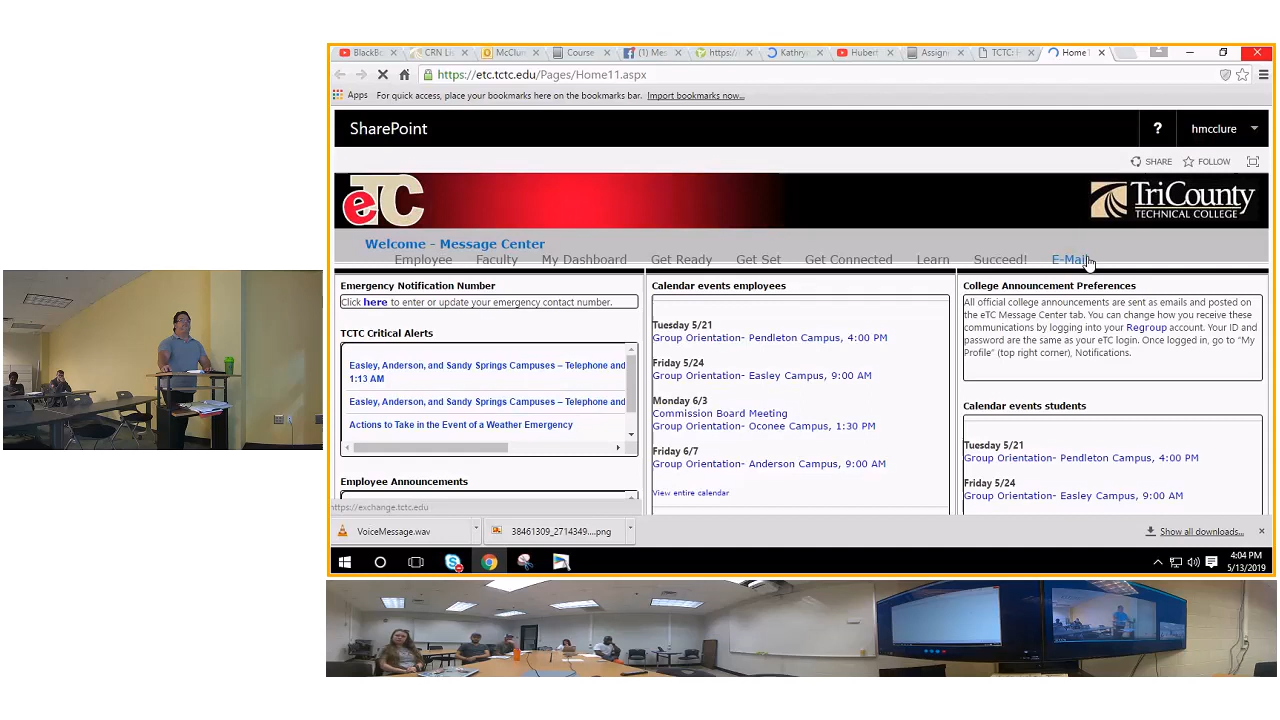 BlackBo
CRN Lis
McClum
Course
(1) Mes
https:/
Kathryn
Hubert
Assignm
TCTC:
Home
https://etc.tctc.edu/Pages/Home11.aspx
Apps For quick access, place your bookmarks here on the bookmarks bar. Import bookmarks now...
SharePoint
? hmcclure
SHARE FOLLOW
eTC
TriCounty
TECHNICAL COLLEGE
Welcome - Message Center
Employee Faculty My Dashboard Get Ready Get Set Get Connected Learn Succeed! E-Mail
Emergency Notification Number
Click here to enter or update your emergency contact number.
TCTC Critical Alerts
Easley, Anderson, and Sandy Springs Campuses – Telephone and
1:13 AM
Easley, Anderson, and Sandy Springs Campuses – Telephone and
Actions to Take in the Event of a Weather Emergency
Employee Announcements
Calendar events employees
Tuesday 5/21
Group Orientation- Pendleton Campus, 4:00 PM
Friday 5/24
Group Orientation- Easley Campus, 9:00 AM
Monday 6/3
Commission Board Meeting
Group Orientation- Oconee Campus, 1:30 PM
Friday 6/7
Group Orientation- Anderson Campus, 9:00 AM
View entire calendar
College Announcement Preferences
All official college announcements are sent as emails and posted on
the eTC Message Center tab. You can change how you receive these
communications by logging into your Regroup account. Your ID and
password are the same as your eTC login. Once logged in, go to "My
Profile" (top right corner), Notifications.
Calendar events students
Tuesday 5/21
Group Orientation- Pendleton Campus, 4:00 PM
Friday 5/24
Group Orientation- Easley Campus, 9:00 AM
https://exchange.tctc.edu
VoiceMessage.wav
38461309_2714349....png
Show all downloads...
4:04 PM
5/13/2019